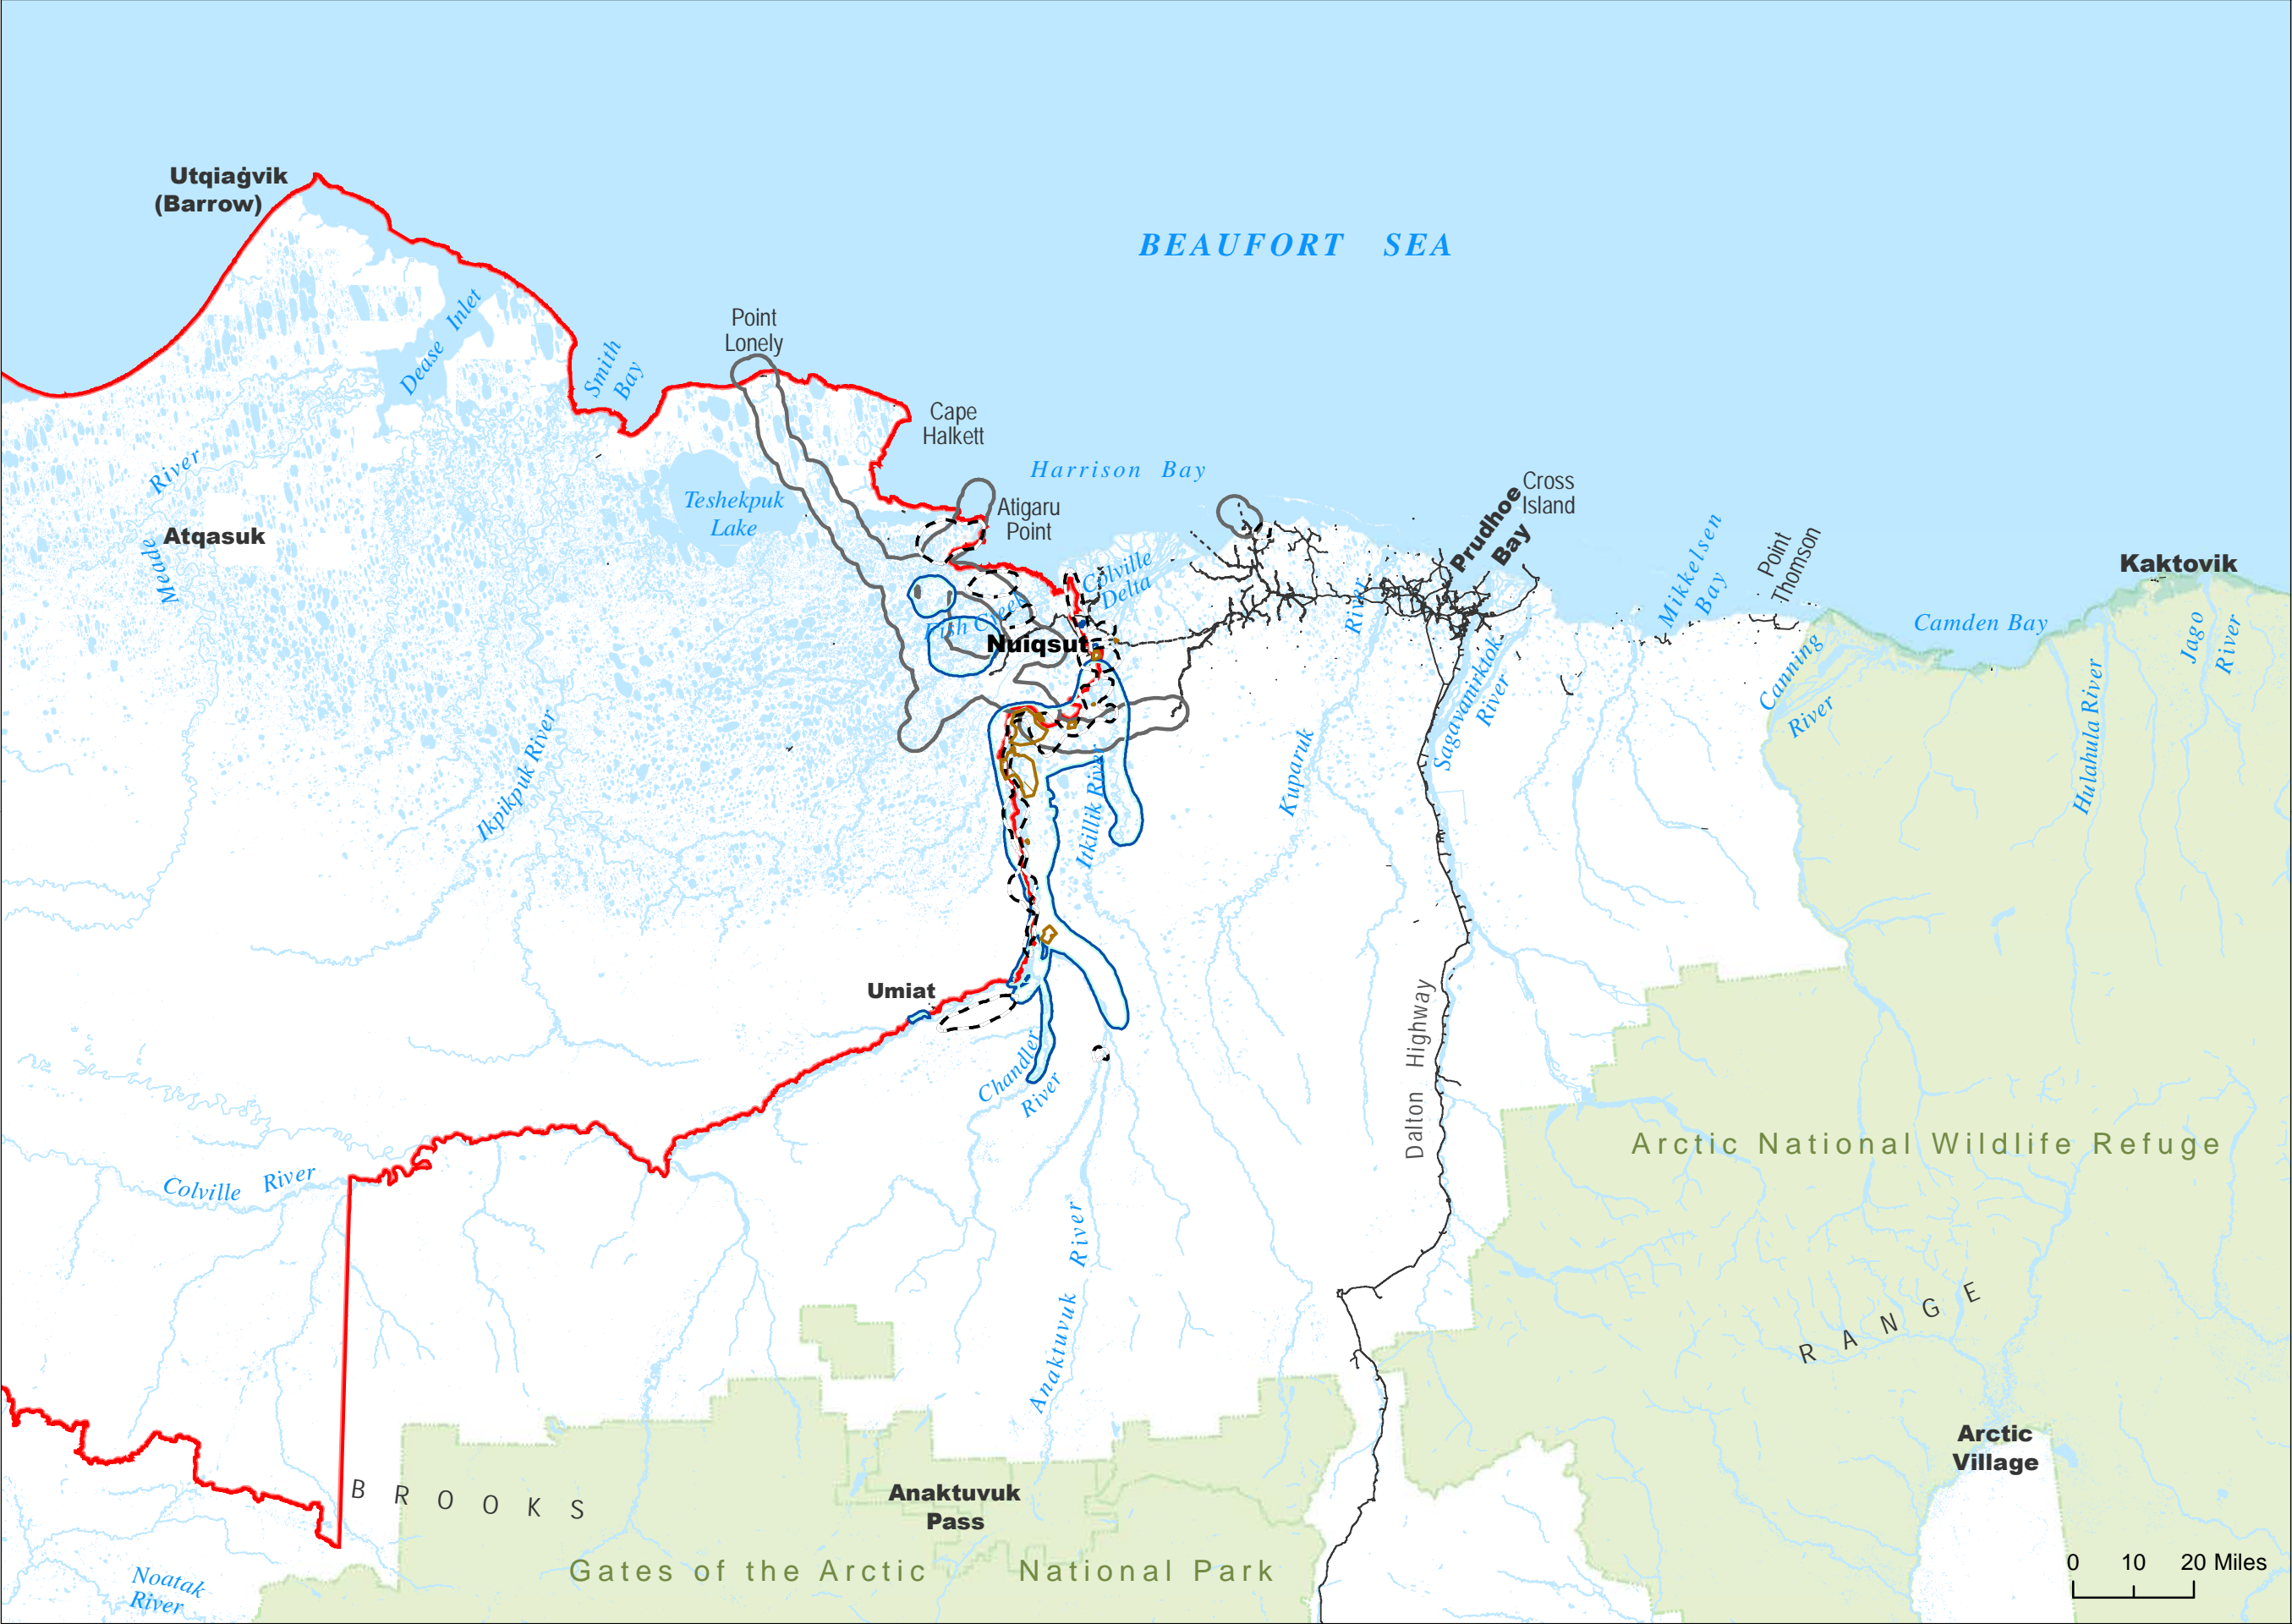 Utqiaġvik
(Barrow)
BEAUFORT SEA
Dease Inlet
Smith
Bay
Point
Lonely
Cape
Halkett
Harrison Bay
Teshekpuk
Lake
Atigaru
Point
Cross
Island
Prudhoe
Bay
River
Meade
Atqasuk
Colville
Delta
Fish Creek
Nuiqsut
Mikkelsen
Bay
Point
Thomson
Kaktovik
Camden Bay
Jago
River
Canning
River
Hulahula River
Sagavanirktok
River
Kuparuk
River
Itkillik River
Ikpikpuk River
Umiat
Chandler
River
Dalton Highway
Colville River
Arctic National Wildlife Refuge
Anaktuvuk River
BROOKS
RANGE
Arctic
Village
Anaktuvuk
Pass
Gates of the Arctic National Park
Noatak
River
0 10 20 Miles